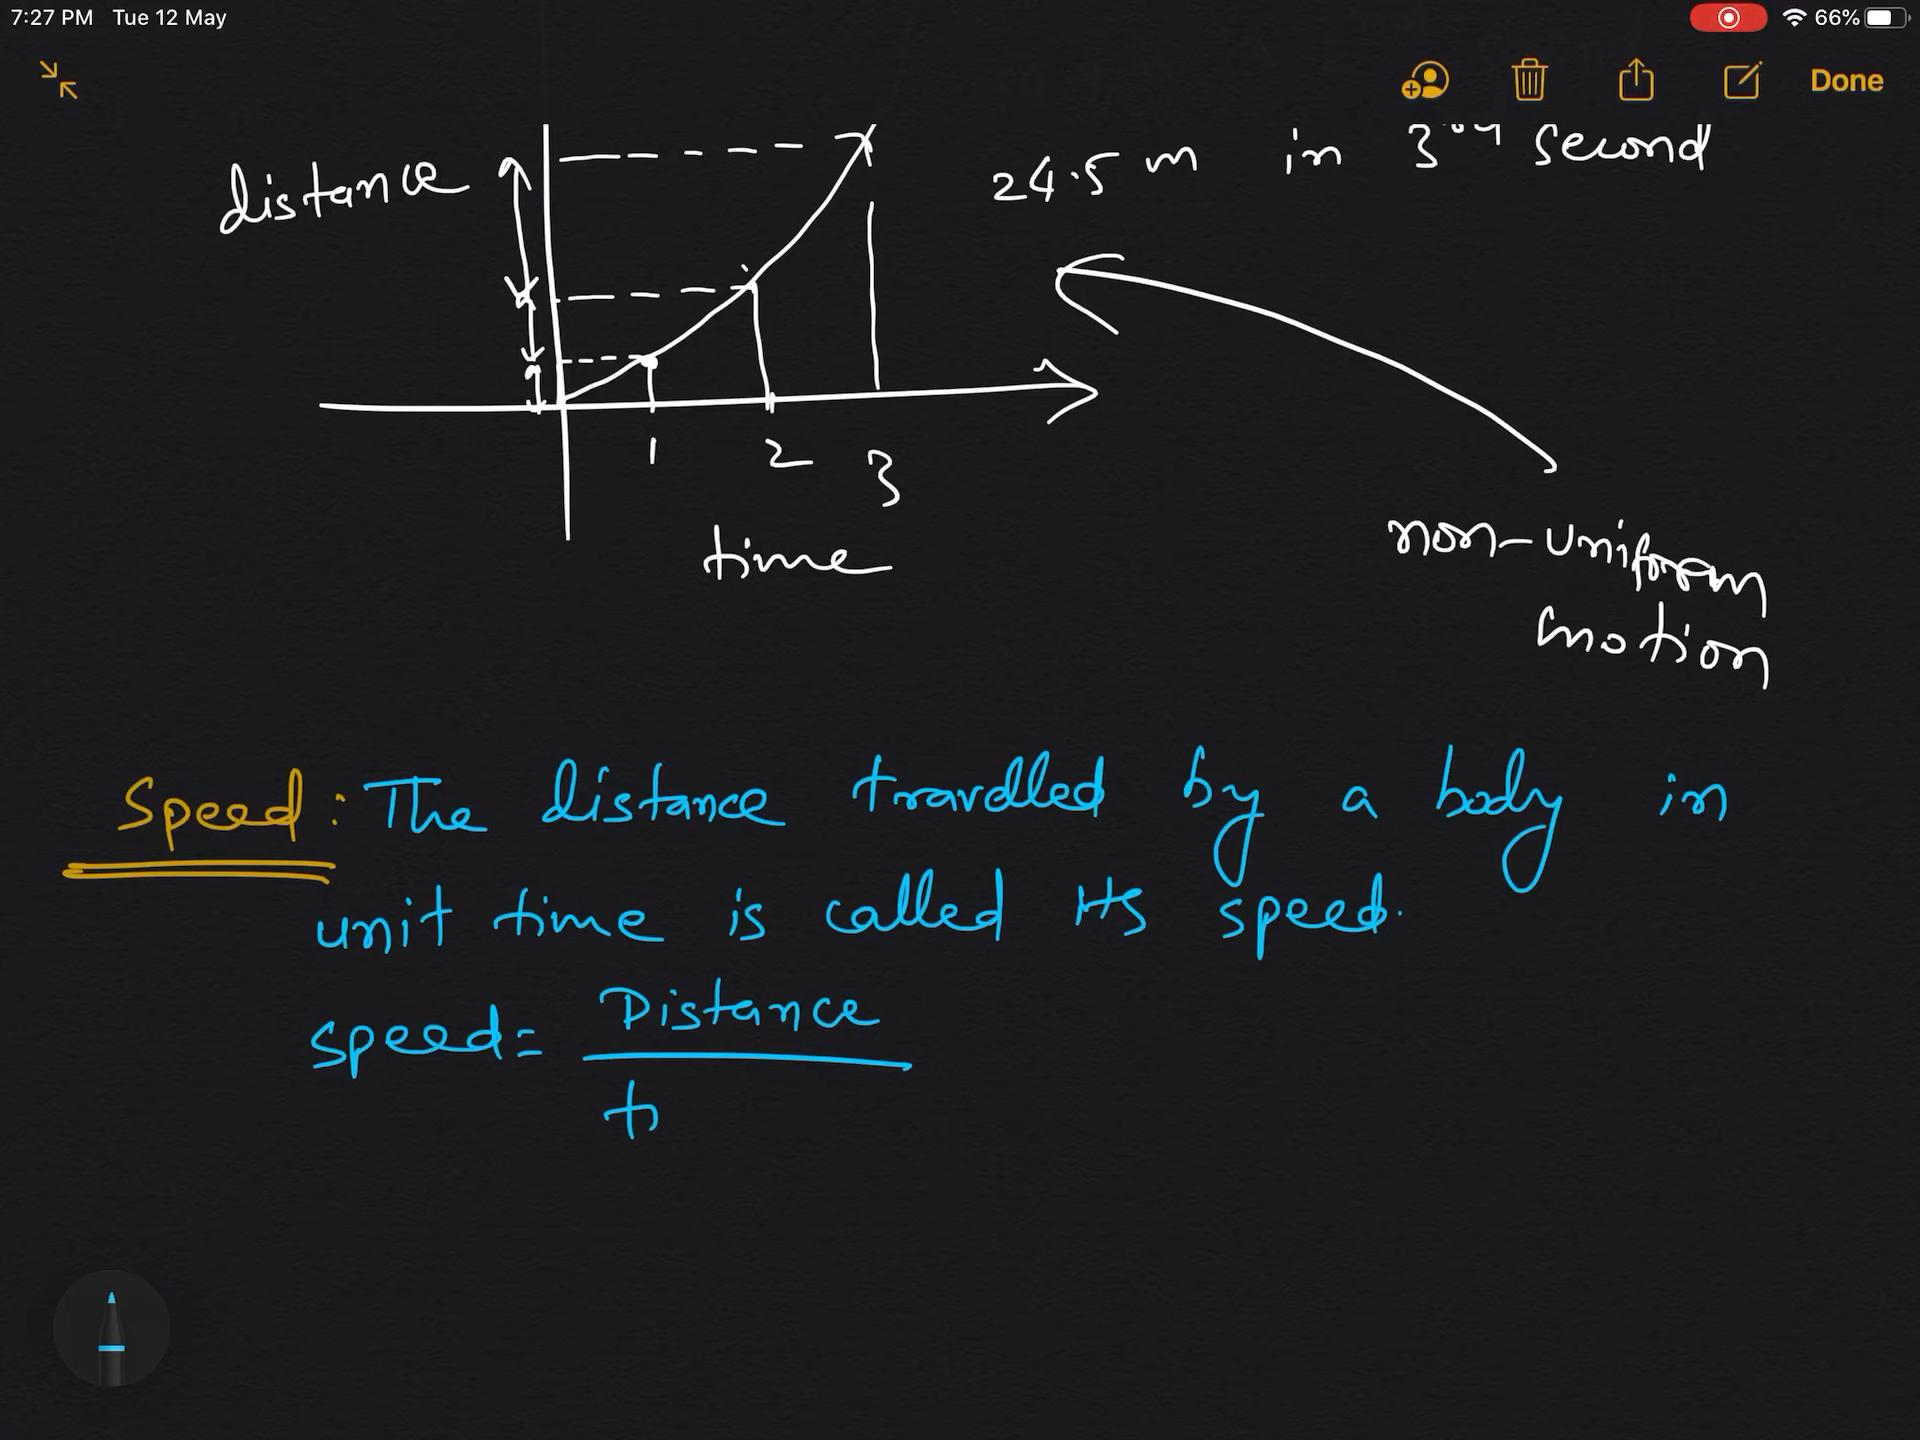 7:27 PM Tue 12 May
66%
Done
distance
24.5 m in 3rd second
1 2 3
time
non-uniform
motion
Speed: The distance travelled by a body in
unit time is called its speed.
speed= Distance
t